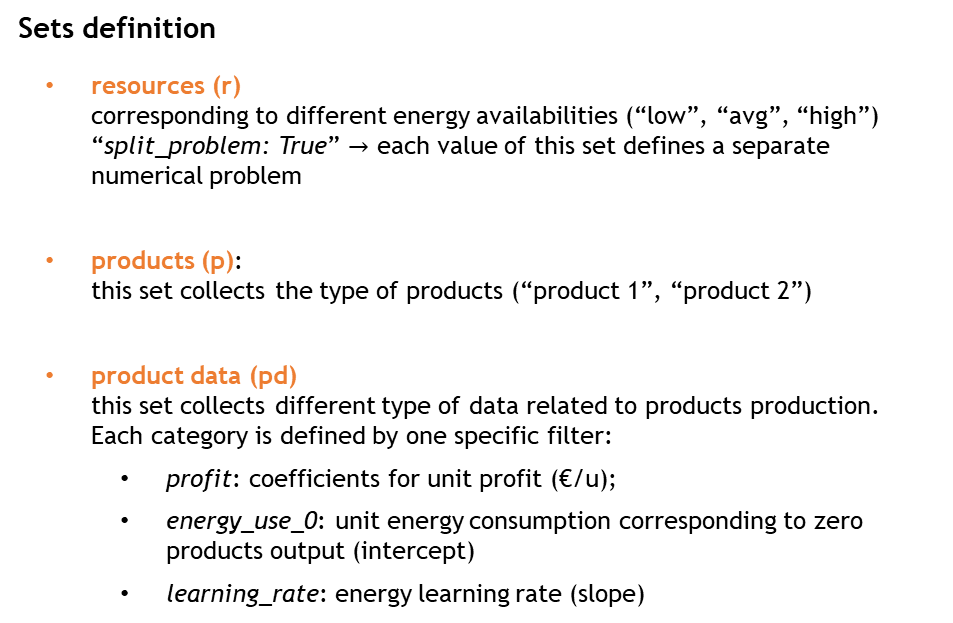 Sets definition
• resources (r)
corresponding to different energy availabilities (“low”, “avg”, “high”)
“split_problem: True” → each value of this set defines a separate
numerical problem
• products (p):
this set collects the type of products (“product 1”, “product 2”)
• product data (pd)
this set collects different type of data related to products production.
Each category is defined by one specific filter:
• profit: coefficients for unit profit (€/u);
• energy_use_0: unit energy consumption corresponding to zero
products output (intercept)
• learning_rate: energy learning rate (slope)